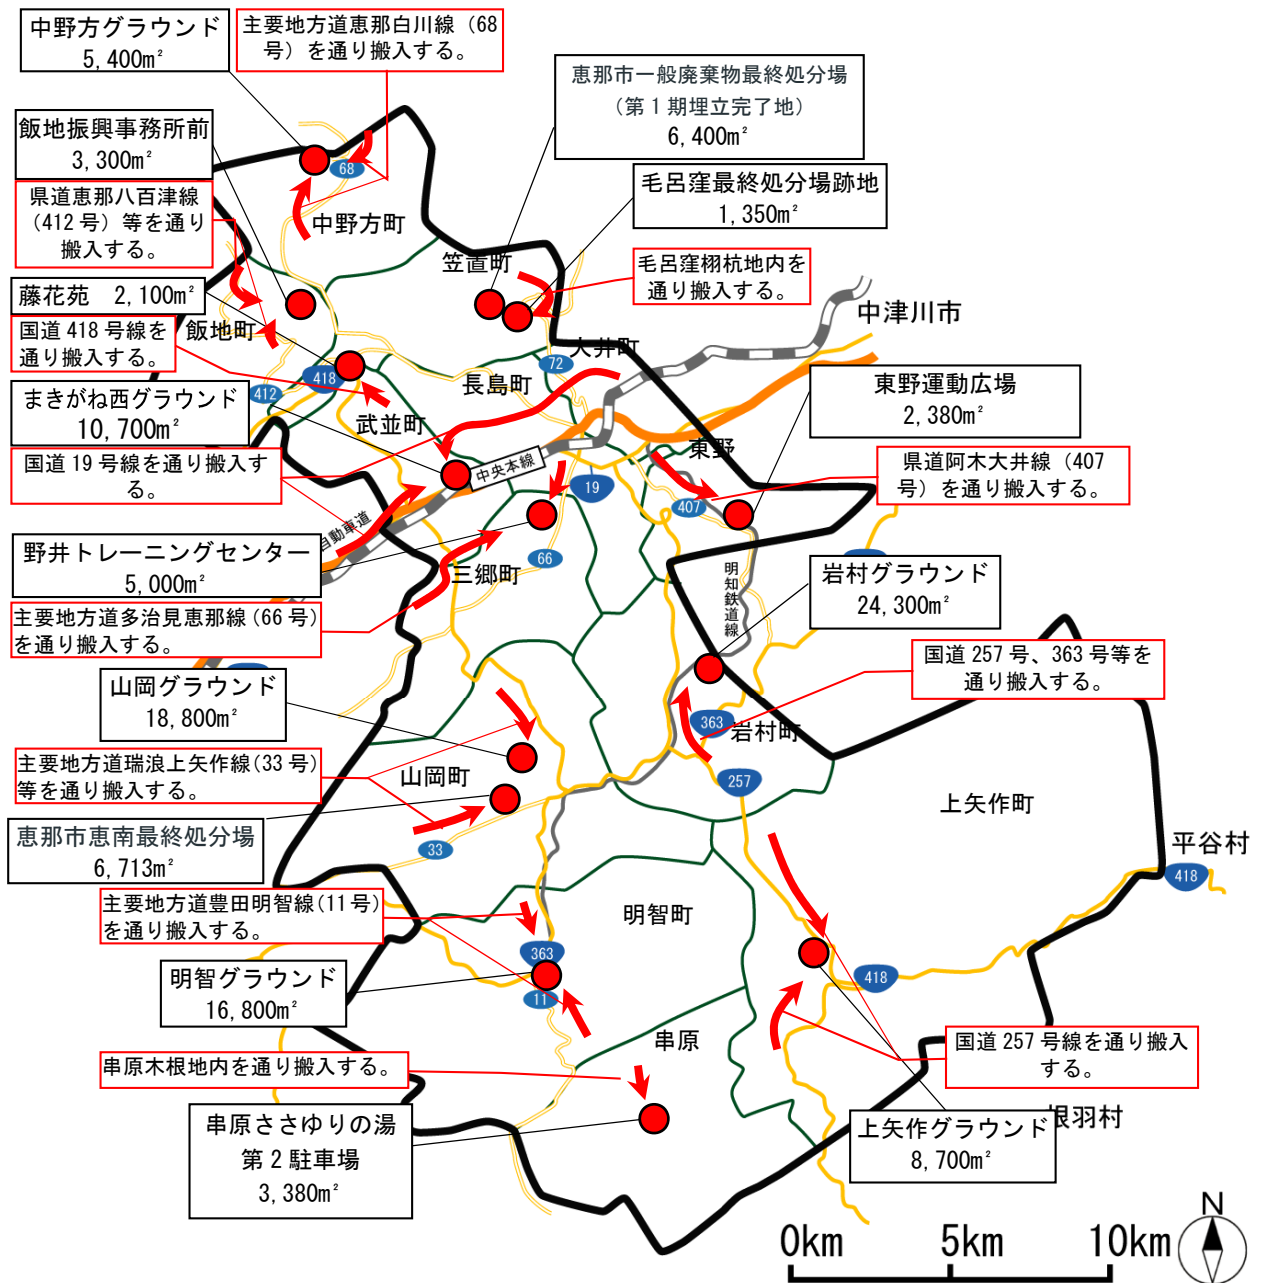 中野方グラウンド
5,400m²
主要地方道恵那白川線（68
号）を通り搬入する。
恵那市一般廃棄物最終処分場
（第１期埋立完了地）
6,400m²
飯地振興事務所前
3,300m²
68
毛呂窪最終処分場跡地
1,350m²
県道恵那八百津線
（412号）等を通り
搬入する。
中野方町
笠置町
毛呂窪栩杭地内を
通り搬入する。
藤花苑　2,100m²
飯地町
中津川市
国道418号線を
通り搬入する。
大井町
72
418
412
長島町
東野運動広場
2,380m²
まきがね西グラウンド
10,700m²
武並町
東野
国道19号線を通り搬入す
る。
中央本線
19
407
県道阿木大井線（407
号）を通り搬入する。
自動車道
野井トレーニングセンター
5,000m²
66
三郷町
明知鉄道線
岩村グラウンド
24,300m²
主要地方道多治見恵那線（66号）
を通り搬入する。
国道257号、363号等を
通り搬入する。
山岡グラウンド
18,800m²
363
岩村町
主要地方道瑞浪上矢作線(33号)
等を通り搬入する。
山岡町
257
上矢作町
恵那市恵南最終処分場
6,713m²
33
平谷村
418
主要地方道豊田明智線(11号)
を通り搬入する。
明智町
363
明智グラウンド
16,800m²
11
418
串原
国道257号線を通り搬入
する。
串原木根地内を通り搬入する。
串原ささゆりの湯
第２駐車場
3,380m²
上矢作グラウンド
8,700m²
根羽村
N
0km
5km
10km